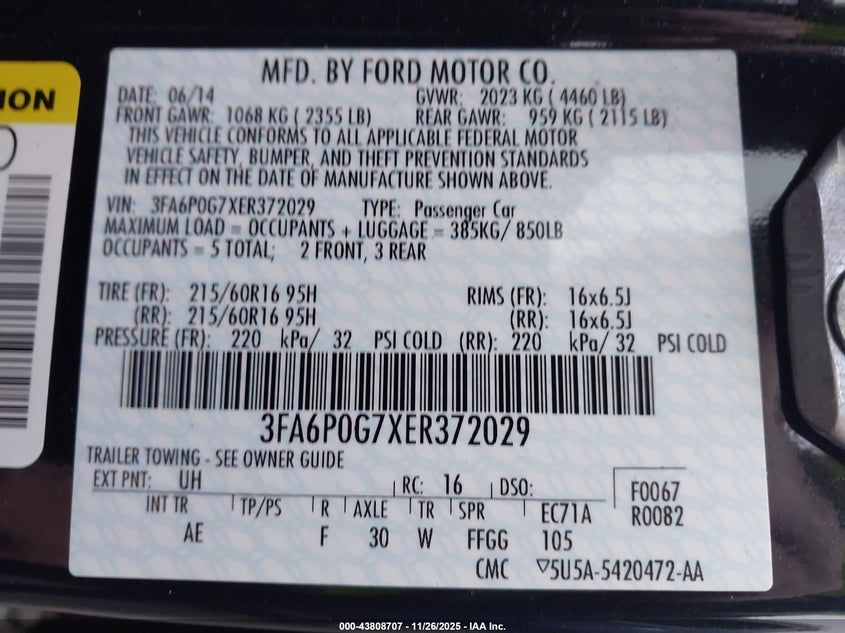 ION
MFD. BY FORD MOTOR CO.
DATE: 06/14 GVWR: 2023 KG ( 4460 LB)
FRONT GAWR: 1068 KG ( 2355 LB) REAR GAWR: 959 KG ( 2115 LB)
THIS VEHICLE CONFORMS TO ALL APPLICABLE FEDERAL MOTOR
VEHICLE SAFETY, BUMPER, AND THEFT PREVENTION STANDARDS
IN EFFECT ON THE DATE OF MANUFACTURE SHOWN ABOVE.
VIN: 3FA6P0G7XER372029 TYPE: Passenger Car
MAXIMUM LOAD = OCCUPANTS + LUGGAGE = 385KG/ 850LB
OCCUPANTS = 5 TOTAL; 2 FRONT, 3 REAR
TIRE (FR): 215/60R16 95H RIMS (FR): 16x6.5J
(RR): 215/60R16 95H (RR): 16x6.5J
PRESSURE (FR): 220 kPa/ 32 PSI COLD (RR): 220 kPa/ 32 PSI COLD
3FA6P0G7XER372029
TRAILER TOWING - SEE OWNER GUIDE
EXT PNT: UH RC: 16 DSO: F0067
INT TR TP/PS R AXLE TR SPR EC71A R0082
AE F 30 W FFGG 105
CMC ▽5U5A-5420472-AA
000-43808707 - 11/26/2025 - IAA Inc.